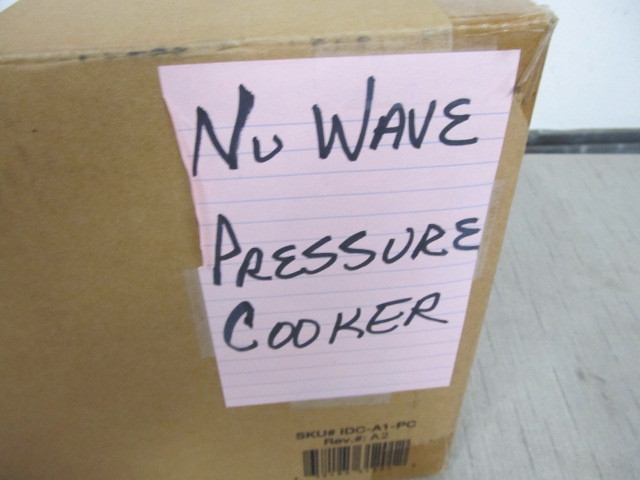 Nu WAVE
PRESSURE
COOKER
SKU# IDC-A1-PC
Rev.#: A2